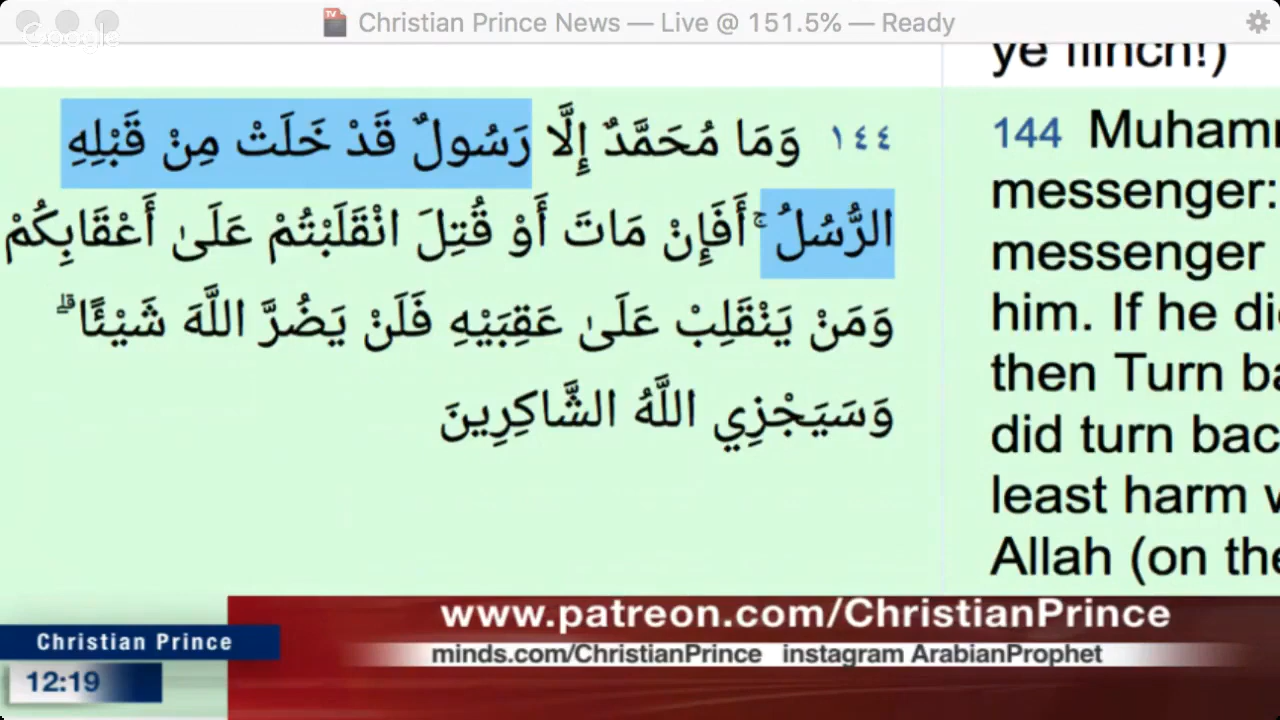 Christian Prince News — Live @ 151.5% — Ready
Google
ye flinch!)
١٤٤ وَمَا مُحَمَّدٌ إِلَّا رَسُولٌ قَدْ خَلَتْ مِنْ قَبْلِهِ
الرُّسُلُ ۚ أَفَإِنْ مَاتَ أَوْ قُتِلَ انْقَلَبْتُمْ عَلَىٰ أَعْقَابِكُمْ
وَمَنْ يَنْقَلِبْ عَلَىٰ عَقِبَيْهِ فَلَنْ يَضُرَّ اللَّهَ شَيْئًا ۗ
وَسَيَجْزِي اللَّهُ الشَّاكِرِينَ
144 Muham
messenger:
messenger
him. If he di
then Turn ba
did turn bac
least harm w
Allah (on the
www.patreon.com/ChristianPrince
minds.com/ChristianPrince instagram ArabianProphet
Christian Prince
12:19